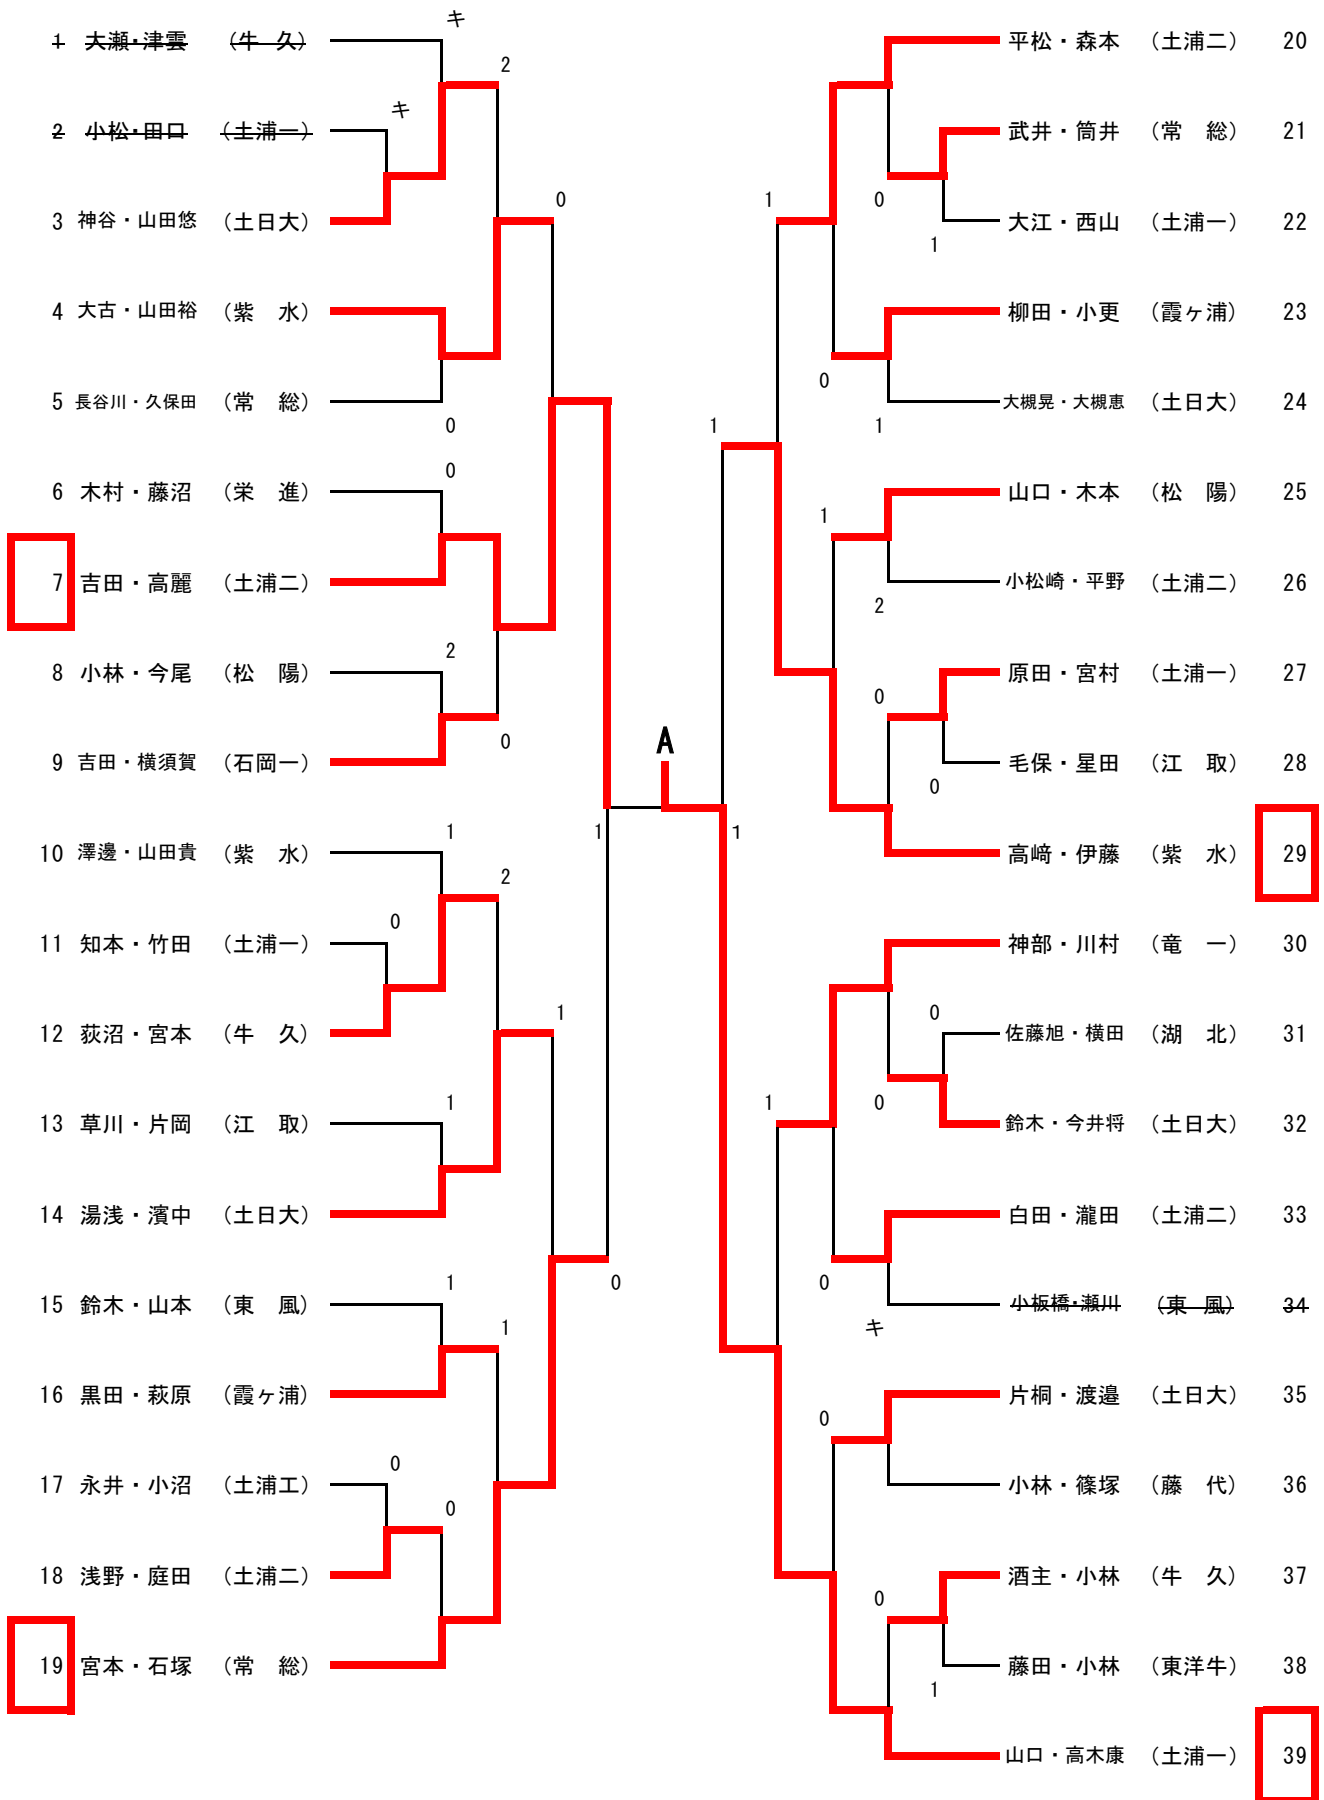 キ
1 大瀬・津雲 （牛 久）
2
キ
2 小松・田口 （土浦一）
0
3 神谷・山田悠 （土日大）
4 大古・山田裕 （紫 水）
5 長谷川・久保田 （常 総）
0
0
6 木村・藤沼 （栄 進）
7 吉田・高麗 （土浦二）
2
8 小林・今尾 （松 陽）
0
9 吉田・横須賀 （石岡一）
1
1
10 澤邊・山田貴 （紫 水）
2
0
11 知本・竹田 （土浦一）
1
12 荻沼・宮本 （牛 久）
1
13 草川・片岡 （江 取）
14 湯浅・濱中 （土日大）
0
1
15 鈴木・山本 （東 風）
1
16 黒田・萩原 （霞ヶ浦）
0
17 永井・小沼 （土浦工）
0
18 浅野・庭田 （土浦二）
19 宮本・石塚 （常 総）
A
平松・森本 （土浦二） 20
武井・筒井 （常 総） 21
1
0
大江・西山 （土浦一） 22
1
柳田・小更 （霞ヶ浦） 23
0
大槻晃・大槻恵 （土日大） 24
1
1
山口・木本 （松 陽） 25
1
小松崎・平野 （土浦二） 26
2
原田・宮村 （土浦一） 27
0
毛保・星田 （江 取） 28
0
1
高﨑・伊藤 （紫 水） 29
神部・川村 （竜 一） 30
0
佐藤旭・横田 （湖 北） 31
1
0
鈴木・今井将 （土日大） 32
白田・瀧田 （土浦二） 33
0
小板橋・瀬川 （東 風） 34
キ
片桐・渡邉 （土日大） 35
0
小林・篠塚 （藤 代） 36
酒主・小林 （牛 久） 37
0
藤田・小林 （東洋牛） 38
1
山口・高木康 （土浦一） 39